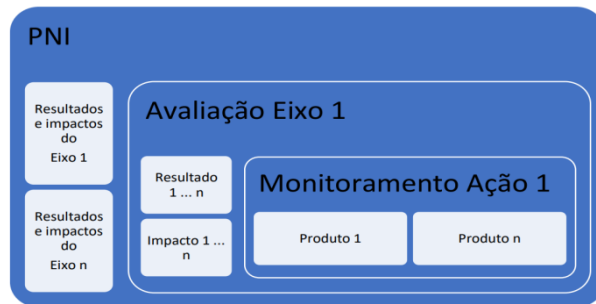 PNI
Resultados
e impactos
do
Eixo 1
Resultados
e impactos
do
Eixo n
Avaliação Eixo 1
Resultado
1 ... n
Impacto 1 ...
n
Monitoramento Ação 1
Produto 1
Produto n